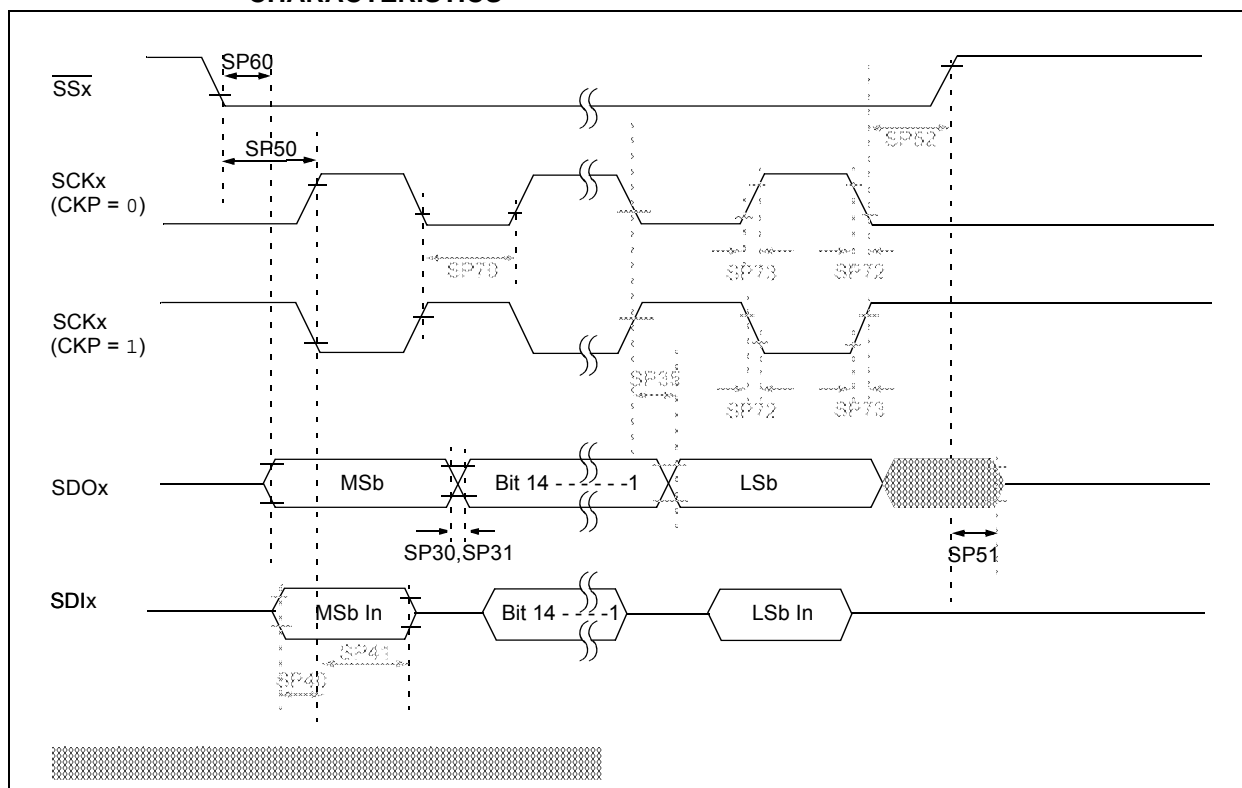 CHARACTERISTICS
SP60
SSx
SP52
SP50
SCKx
(CKP = 0)
SP70
SP73
SP72
SCKx
(CKP = 1)
SP35
SP72
SP73
SDOx
MSb
Bit 14 - - - - - -1
LSb
SP30,SP31
SP51
SDIx
MSb In
Bit 14 - - - -1
LSb In
SP41
SP40